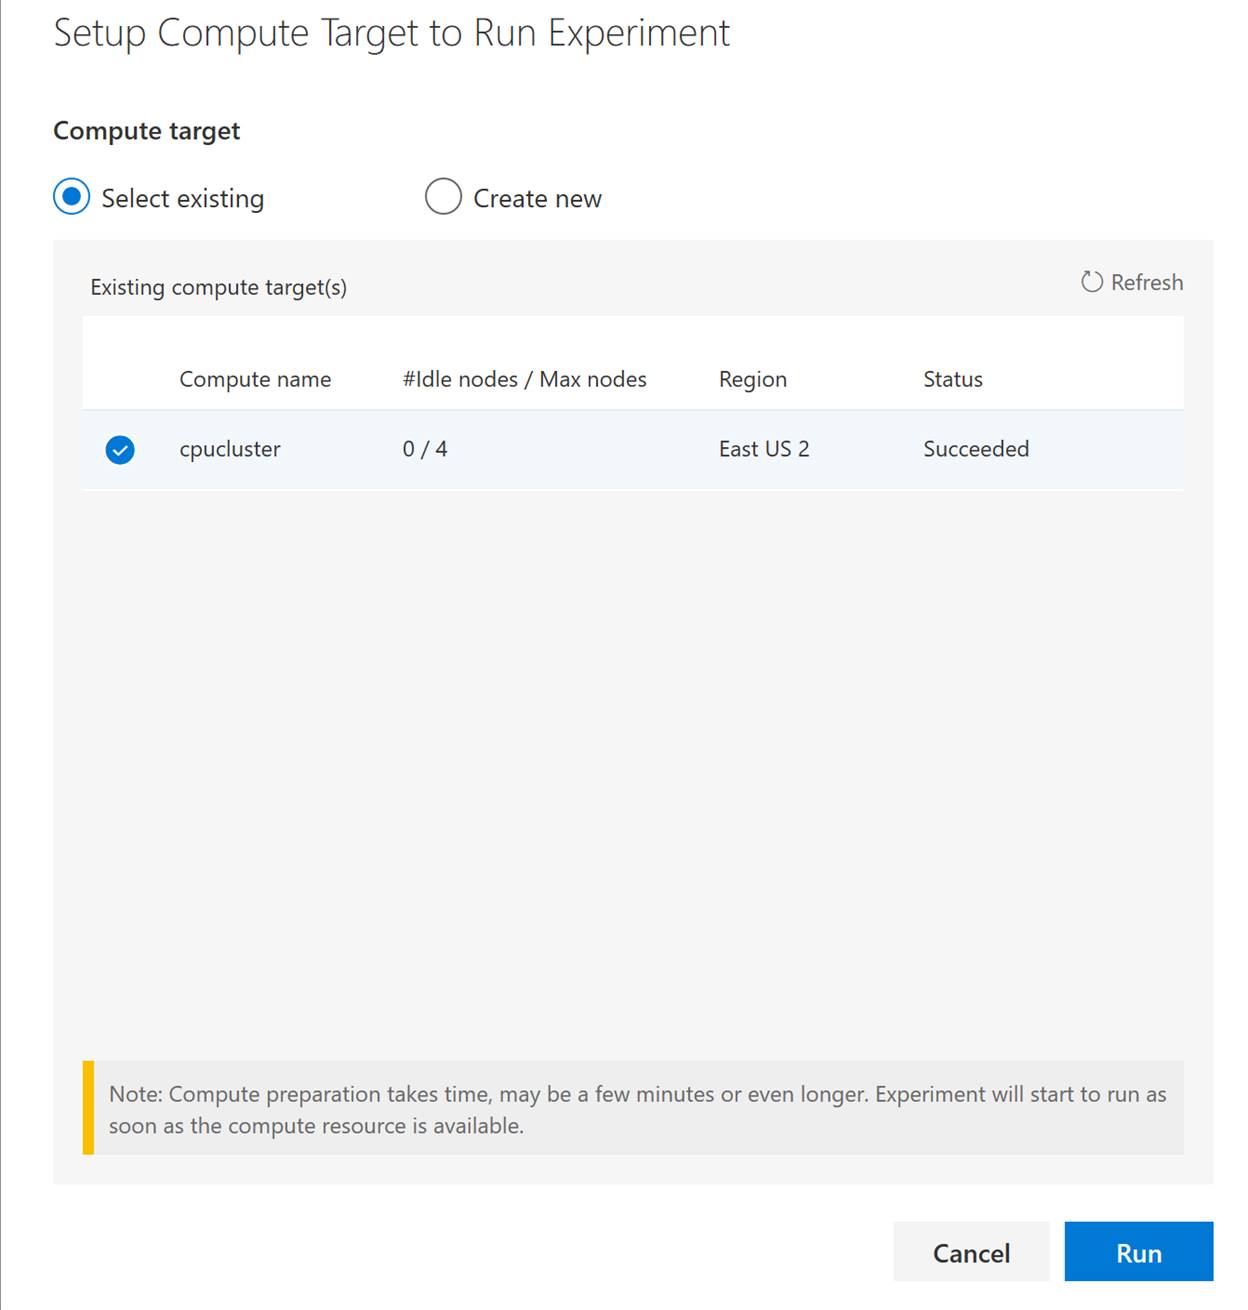 Setup Compute Target to Run Experiment
Compute target
Select existing
Create new
Existing compute target(s)
Refresh
Compute name #Idle nodes / Max nodes Region Status
cpucluster 0 / 4 East US 2 Succeeded
Note: Compute preparation takes time, may be a few minutes or even longer. Experiment will start to run as
soon as the compute resource is available.
Cancel
Run